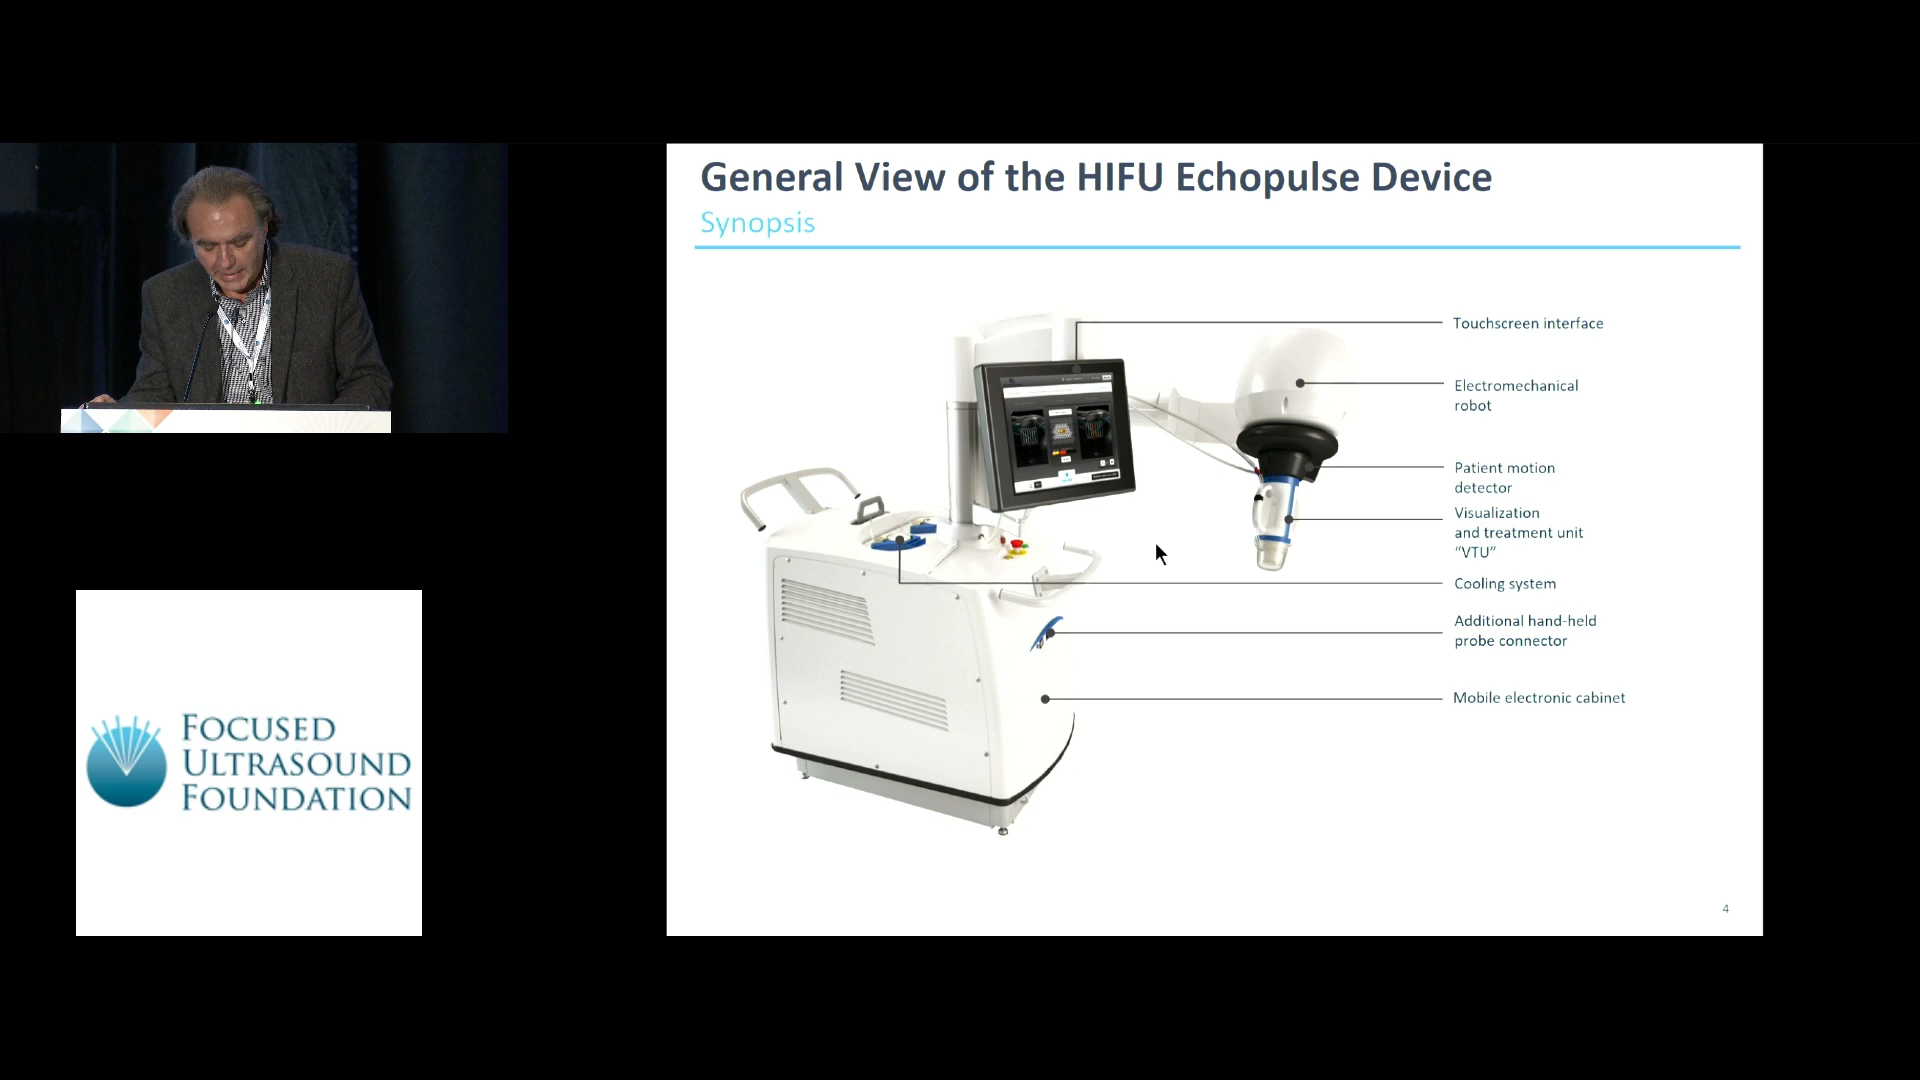 General View of the HIFU Echopulse Device
Synopsis
Touchscreen interface
Electromechanical
robot
Patient motion
detector
Visualization
and treatment unit
“VTU”
Cooling system
Additional hand-held
probe connector
Mobile electronic cabinet
4
FOCUSED
ULTRASOUND
FOUNDATION